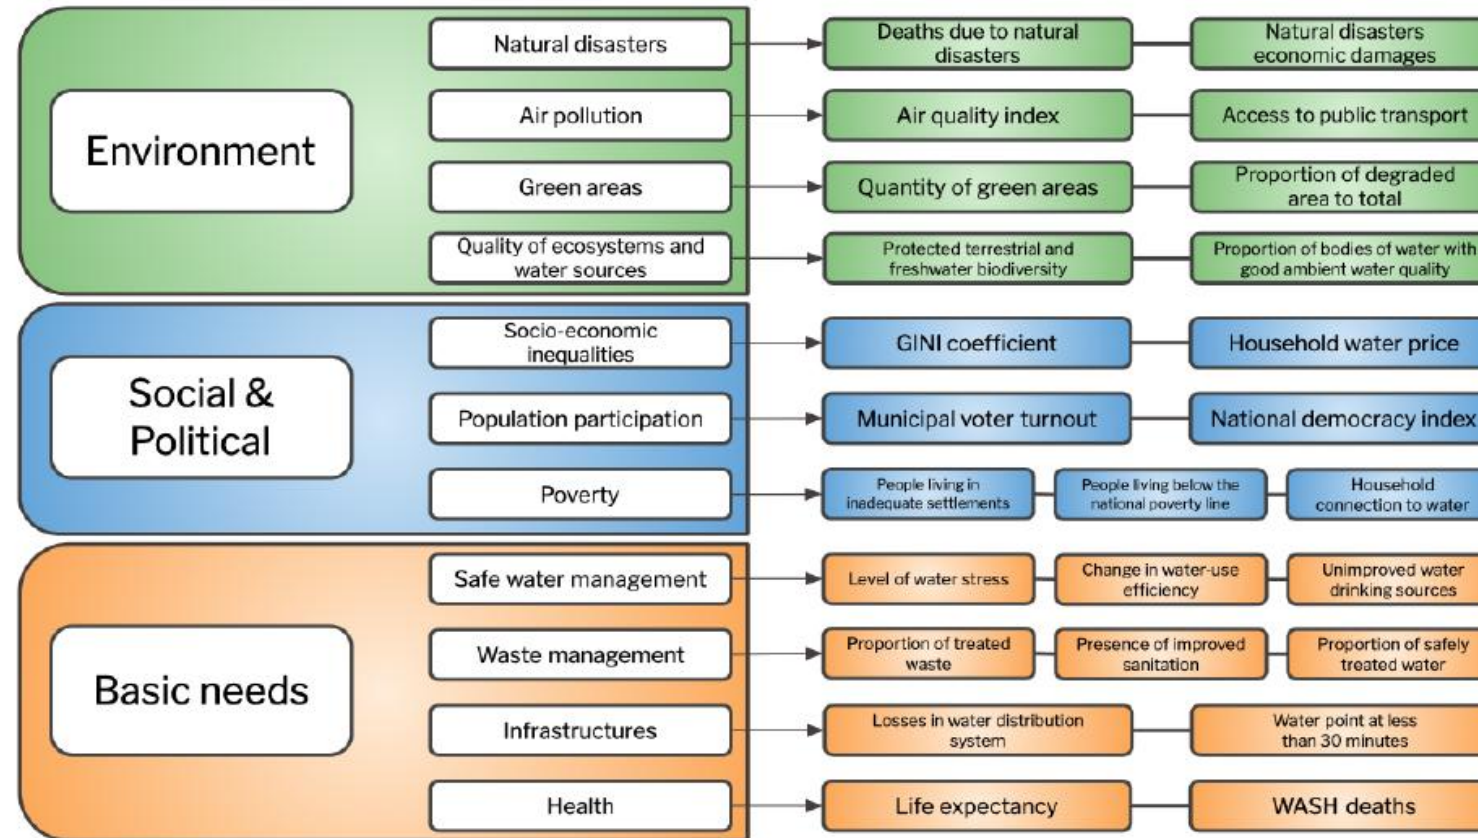 Environment
Natural disasters
Deaths due to natural
disasters
Natural disasters
economic damages
Air pollution
Air quality index
Access to public transport
Green areas
Quantity of green areas
Proportion of degraded
area to total
Quality of ecosystems and
water sources
Protected terrestrial and
freshwater biodiversity
Proportion of bodies of water with
good ambient water quality
Social &
Political
Socio-economic
inequalities
GINI coefficient
Household water price
Population participation
Municipal voter turnout
National democracy index
Poverty
People living in
inadequate settlements
People living below the
national poverty line
Household
connection to water
Basic needs
Safe water management
Level of water stress
Change in water-use
efficiency
Unimproved water
drinking sources
Waste management
Proportion of treated
waste
Presence of improved
sanitation
Proportion of safely
treated water
Infrastructures
Losses in water distribution
system
Water point at less
than 30 minutes
Health
Life expectancy
WASH deaths